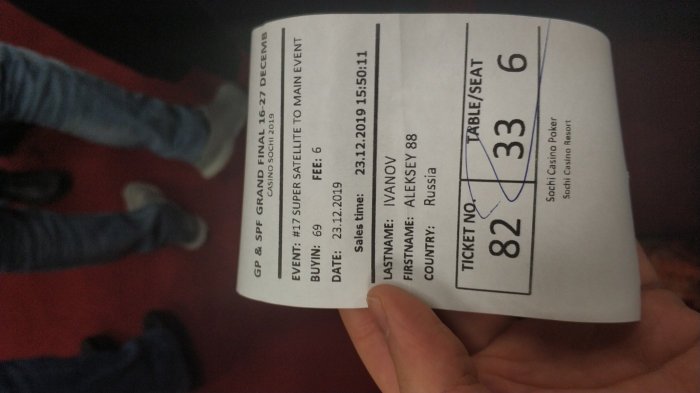 GP & SPF GRAND FINAL 16-27 DECEMB
CASINO SOCHI 2019
EVENT: #17 SUPER SATELLITE TO MAIN EVENT
BUYIN: 69 FEE: 6
DATE: 23.12.2019
Sales time: 23.12.2019 15:50:11
LASTNAME: IVANOV
FIRSTNAME: ALEKSEY 88
COUNTRY: Russia
TICKET NO. TABLE/SEAT
82 33 6
Sochi Casino Poker
Sochi Casino Resort